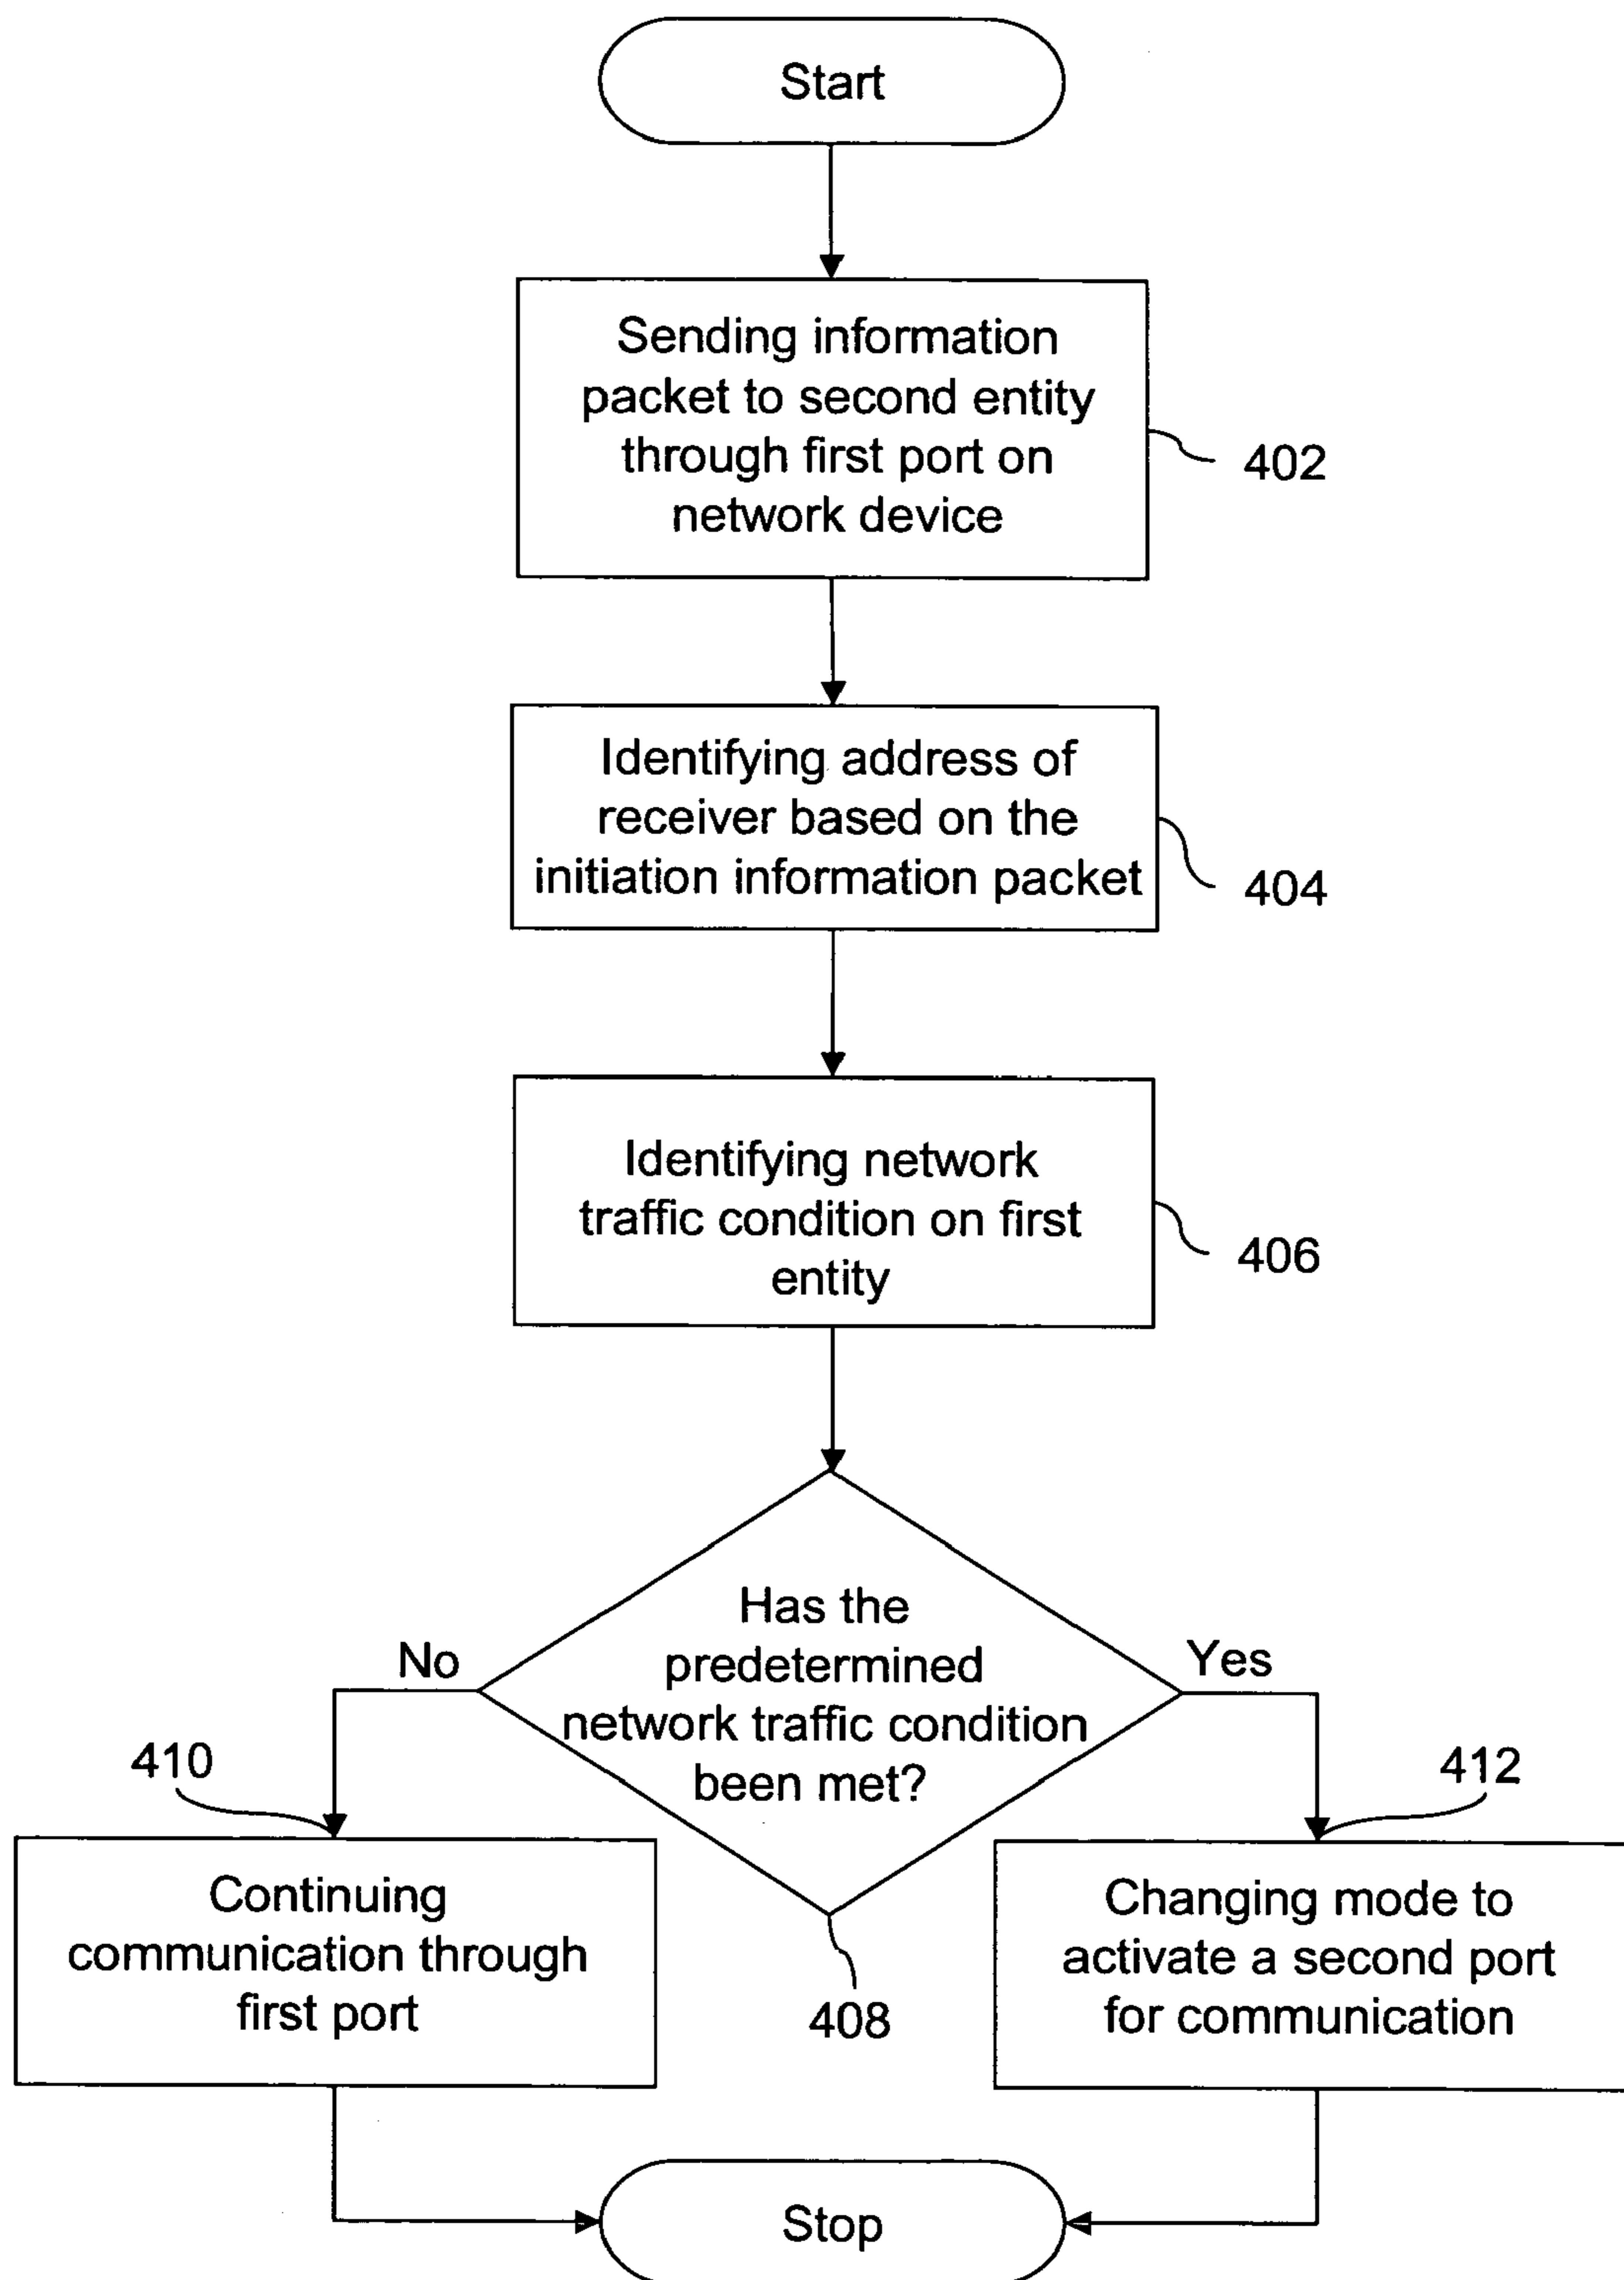 Start
Sending information
packet to second entity
through first port on
network device
402
Identifying address of
receiver based on the
initiation information packet
404
Identifying network
traffic condition on first
entity
406
Has the
predetermined
network traffic condition
been met?
No
Yes
408
410
Continuing
communication through
first port
412
Changing mode to
activate a second port
for communication
Stop